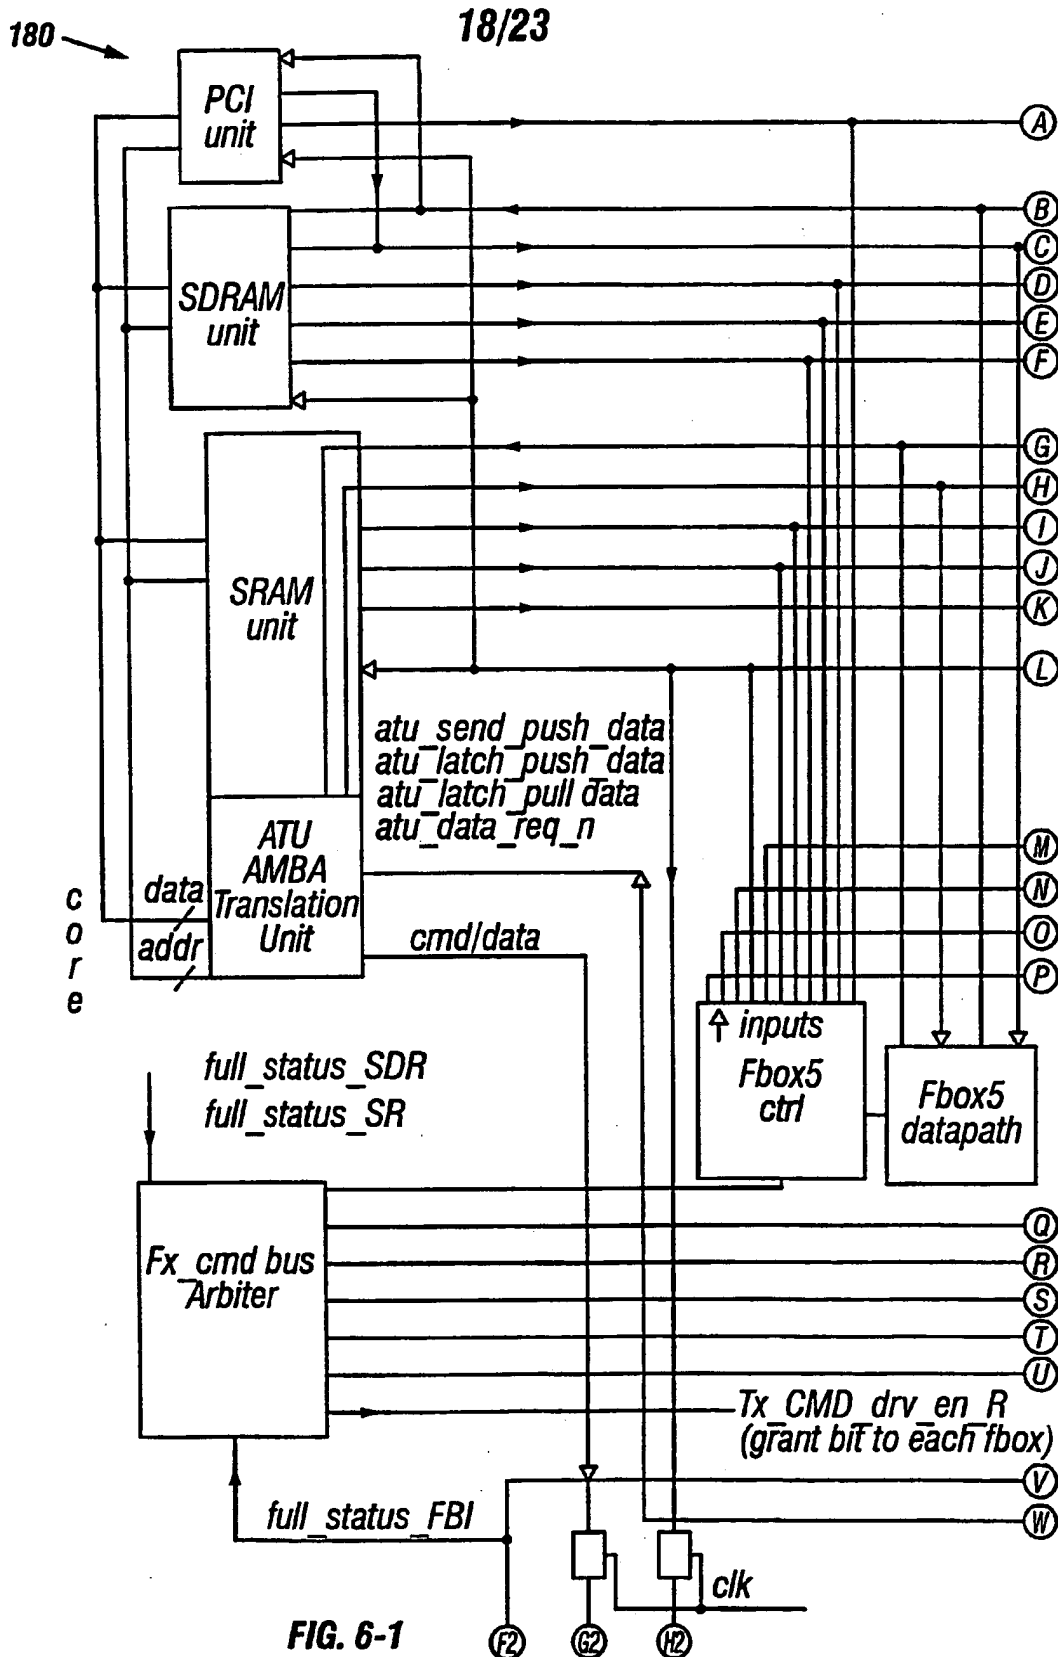 18/23
180
PCI
unit
A
B
C
SDRAM
unit
D
E
F
G
H
I
SRAM
unit
J
K
L
atu_send_push_data
atu_latch_push_data
atu_latch_pull data
atu_data_req_n
ATU
AMBA
Translation
Unit
M
N
O
P
core
data
addr
cmd/data
inputs
Fbox5
ctrl
Fbox5
datapath
full_status_SDR
full_status_SR
Fx_cmd bus
Arbiter
Q
R
S
T
U
Tx_CMD_drv_en_R
(grant bit to each fbox)
V
W
full_status_FBI
clk
FIG. 6-1
F2
G2
H2